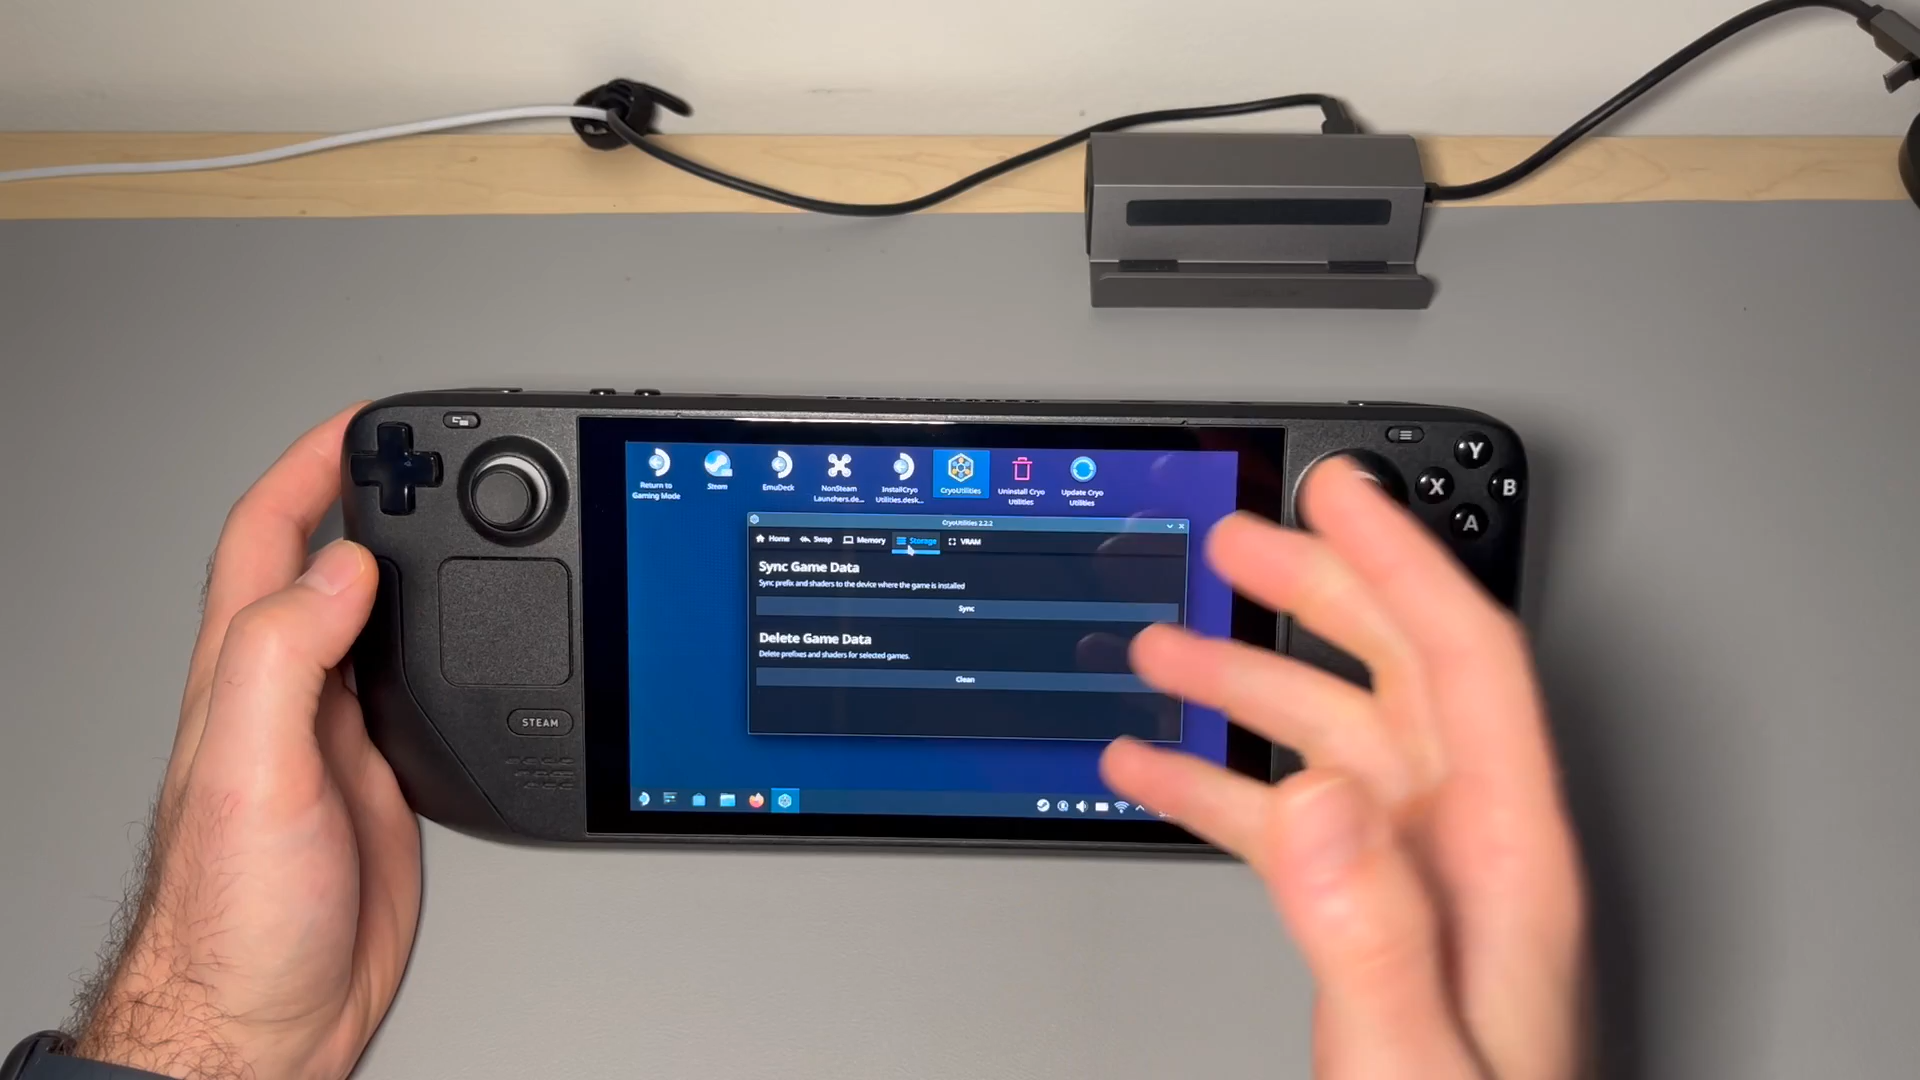 Y
X
B
A
Return to
Gaming Mode
Steam
EmuDeck
NonSteam
Launchers.de...
InstallCryo
Utilities.desk...
CryoUtilities
Uninstall Cryo
Utilities
Update Cryo
Utilities
CryoUtilities 2.2.2
Home
Swap
Memory
Storage
VRAM
Sync Game Data
Sync prefix and shaders to the device where the game is installed
Sync
Delete Game Data
Delete prefixes and shaders for selected games.
Clean
STEAM